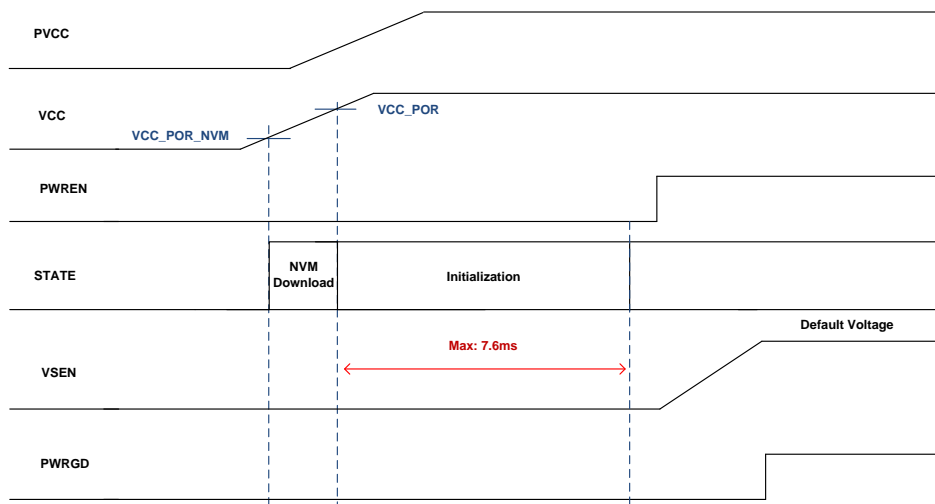 PVCC
VCC
VCC_POR
VCC_POR_NVM
PWREN
STATE
NVM
Download
Initialization
Default Voltage
Max: 7.6ms
VSEN
PWRGD